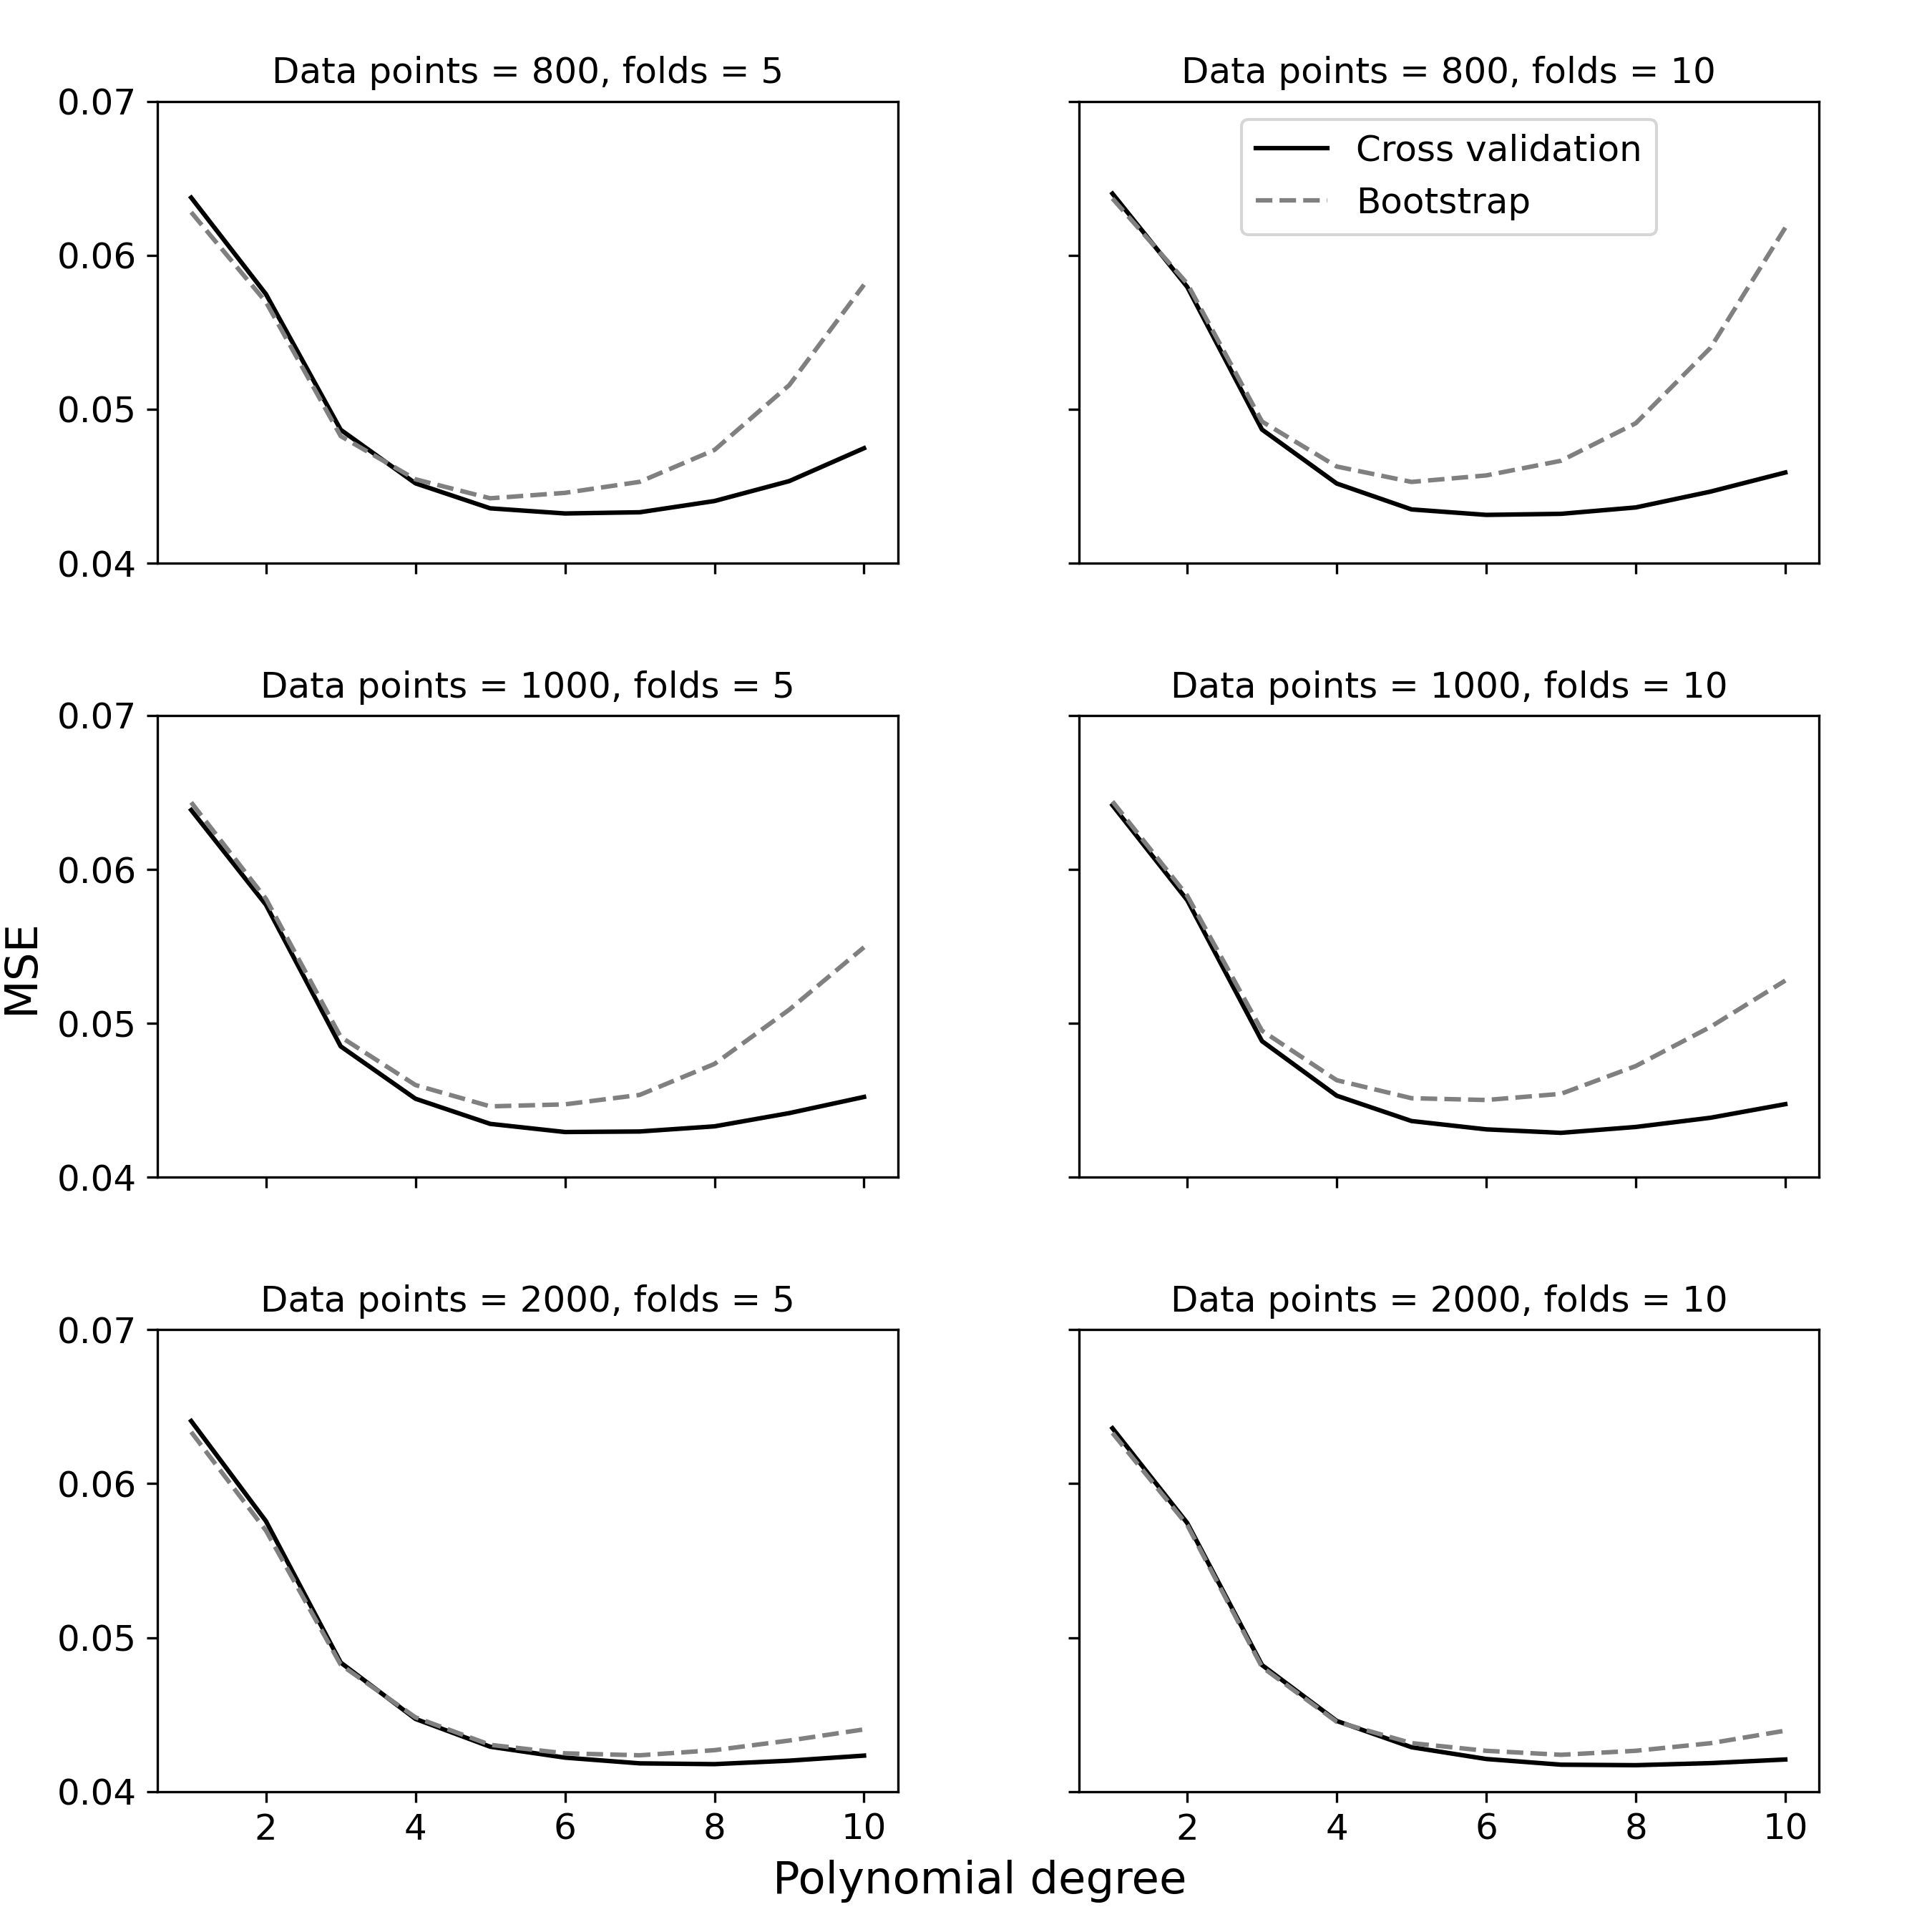 Data points = 800, folds = 5
Data points = 800, folds = 10
0.07
0.06
0.05
0.04
Cross validation
Bootstrap
Data points = 1000, folds = 5
Data points = 1000, folds = 10
0.07
0.06
0.05
0.04
MSE
Data points = 2000, folds = 5
Data points = 2000, folds = 10
0.07
0.06
0.05
0.04
2 4 6 8 10
2 4 6 8 10
Polynomial degree